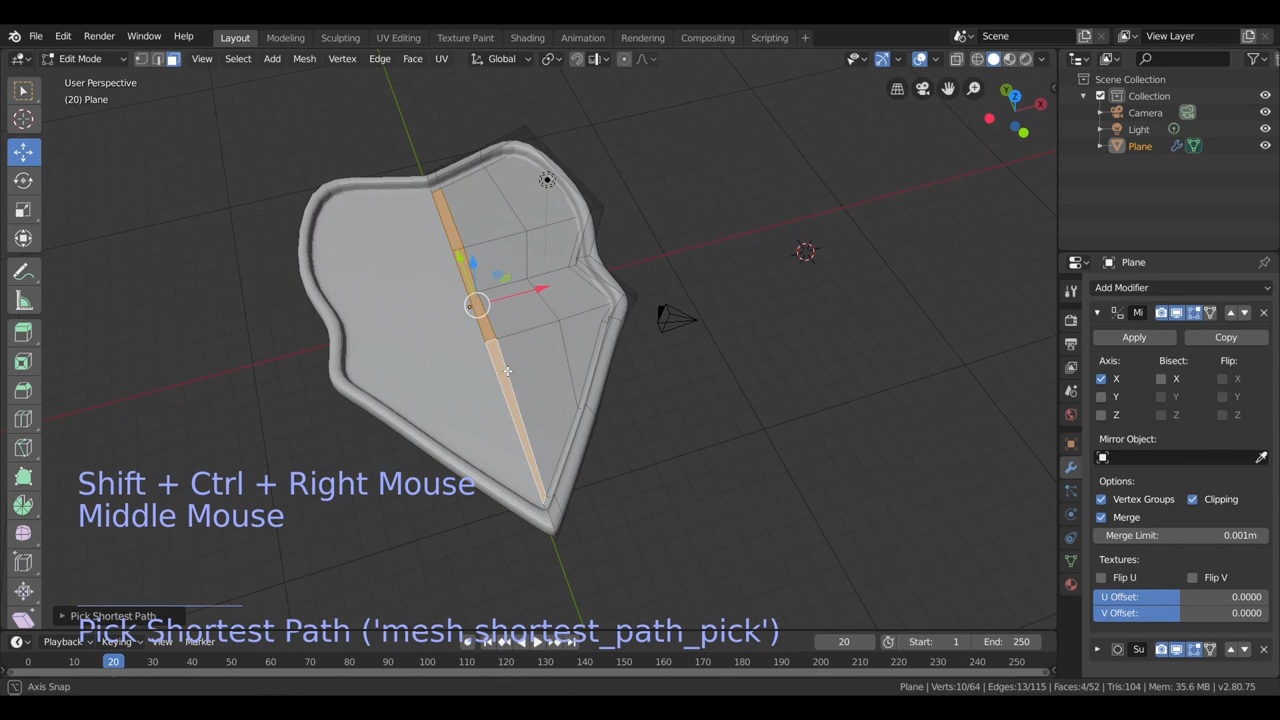 File Edit Render Window Help Layout Modeling Sculpting UV Editing Texture Paint Shading Animation Rendering Compositing Scripting + Scene View Layer
Edit Mode View Select Add Mesh Vertex Edge Face UV Global
User Perspective
(20) Plane
Z
Y
X
Scene Collection
Collection
Camera
Light
Plane
Plane
Add Modifier
Mi
Apply Copy
Axis: Bisect: Flip:
X X X
Y Y Y
Z Z Z
Mirror Object:
Options:
Vertex Groups Clipping
Merge
Merge Limit: 0.001m
Textures:
Flip U Flip V
U Offset: 0.0000
V Offset: 0.0000
Su
Shift + Ctrl + Right Mouse
Middle Mouse
Pick Shortest Path
Pick Shortest Path ('mesh.shortest_path_pick')
Playback Keying View Marker 20 Start: 1 End: 250
0 10 20 30 40 50 60 70 80 90 100 110 120 130 140 150 160 170 180 190 200 210 220 230 240 250
Axis Snap Plane | Verts:10/64 | Edges:13/115 | Faces:4/52 | Tris:104 | Mem: 35.6 MB | v2.80.75